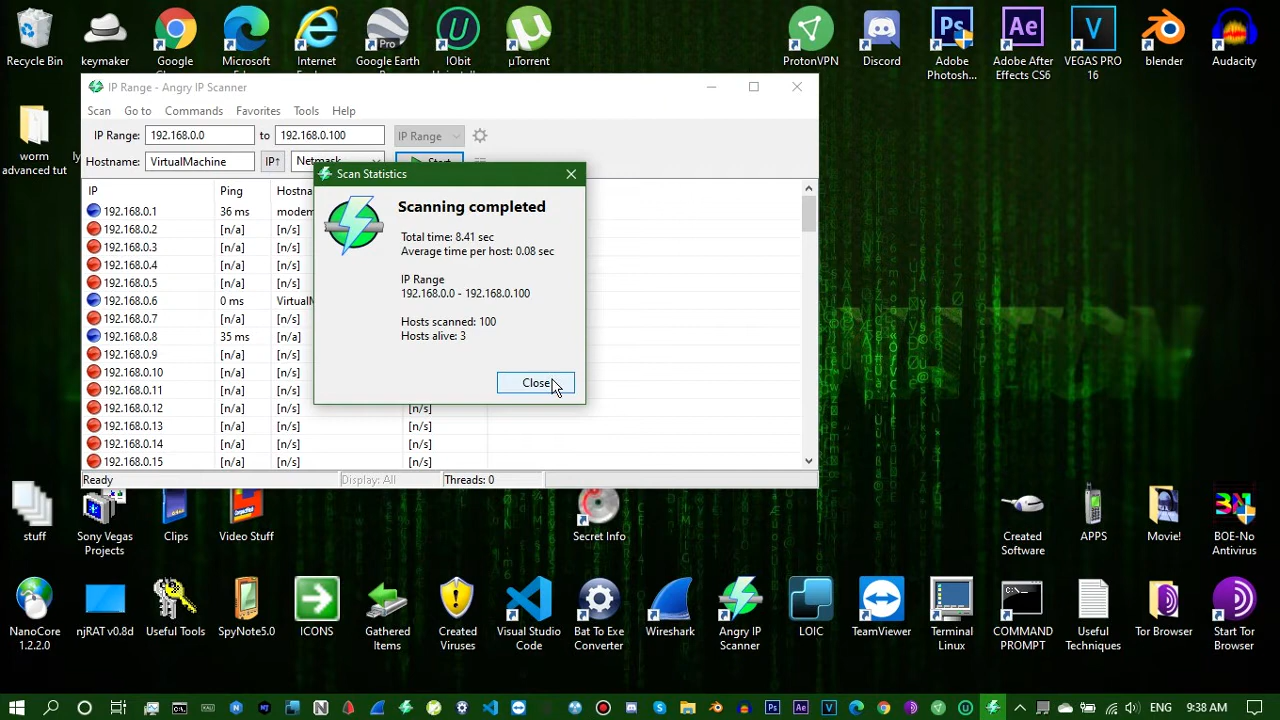 Recycle Bin
keymaker
Google
Microsoft
Internet
Google Earth
Pro
IObit
µTorrent
ProtonVPN
Discord
Ps
Adobe
Photosh...
Ae
Adobe After
Effects CS6
V
VEGAS PRO
16
blender
Audacity
worm
advanced tut
IP Range - Angry IP Scanner
Scan Go to Commands Favorites Tools Help
IP Range: 192.168.0.0 to 192.168.0.100 IP Range
Hostname: VirtualMachine IP↑ Netmask Start
Scan Statistics
Scanning completed
Total time: 8.41 sec
Average time per host: 0.08 sec
IP Range
192.168.0.0 - 192.168.0.100
Hosts scanned: 100
Hosts alive: 3
Close
IP Ping
192.168.0.1 36 ms
192.168.0.2 [n/a] [n/s]
192.168.0.3 [n/a] [n/s]
192.168.0.4 [n/a] [n/s]
192.168.0.5 [n/a] [n/s]
192.168.0.6 0 ms
192.168.0.7 [n/a] [n/s]
192.168.0.8 35 ms [n/s]
192.168.0.9 [n/a] [n/s]
192.168.0.10 [n/a] [n/s]
192.168.0.11 [n/a] [n/s]
192.168.0.12 [n/a] [n/s] [n/s]
192.168.0.13 [n/a] [n/s] [n/s]
192.168.0.14 [n/a] [n/s] [n/s]
192.168.0.15 [n/a] [n/s] [n/s]
Ready Display: All Threads: 0
stuff
Sony Vegas
Projects
Clips
Video Stuff
Secret Info
Created
Software
APPS
Movie!
BOE-No
Antivirus
NanoCore
1.2.2.0
njRAT v0.8d
Useful Tools
SpyNote5.0
ICONS
Gathered
Items
Created
Viruses
Visual Studio
Code
Bat To Exe
Converter
Wireshark
Angry IP
Scanner
LOIC
TeamViewer
Terminal
Linux
COMMAND
PROMPT
Useful
Techniques
Tor Browser
Start Tor
Browser
ENG 9:38 AM